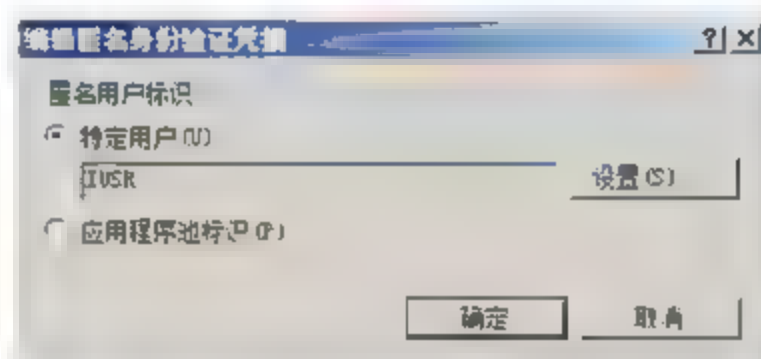 编辑匿名身份验证凭据
匿名用户标识
特定用户(U)
IUSR
设置(S)
应用程序池标识(P)
确定
取消